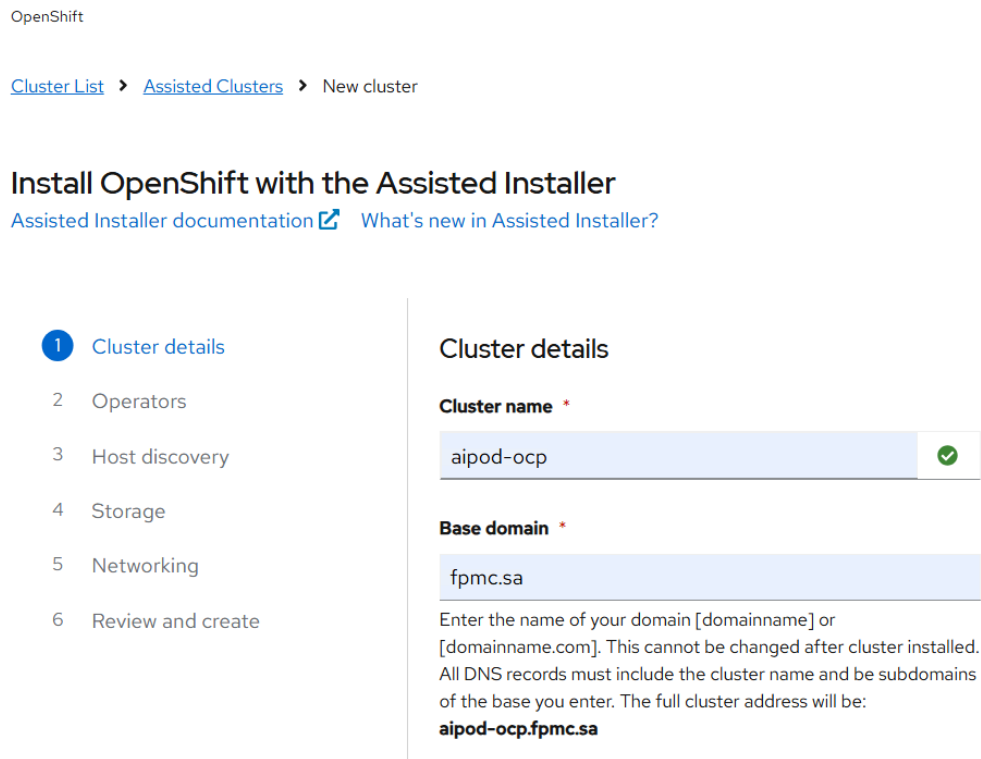 OpenShift
Cluster List > Assisted Clusters > New cluster
Install OpenShift with the Assisted Installer
Assisted Installer documentation What's new in Assisted Installer?
1 Cluster details
2 Operators
3 Host discovery
4 Storage
5 Networking
6 Review and create
Cluster details
Cluster name *
aipod-ocp
Base domain *
fpmc.sa
Enter the name of your domain [domainname] or
[domainname.com]. This cannot be changed after cluster installed.
All DNS records must include the cluster name and be subdomains
of the base you enter. The full cluster address will be:
aipod-ocp.fpmc.sa